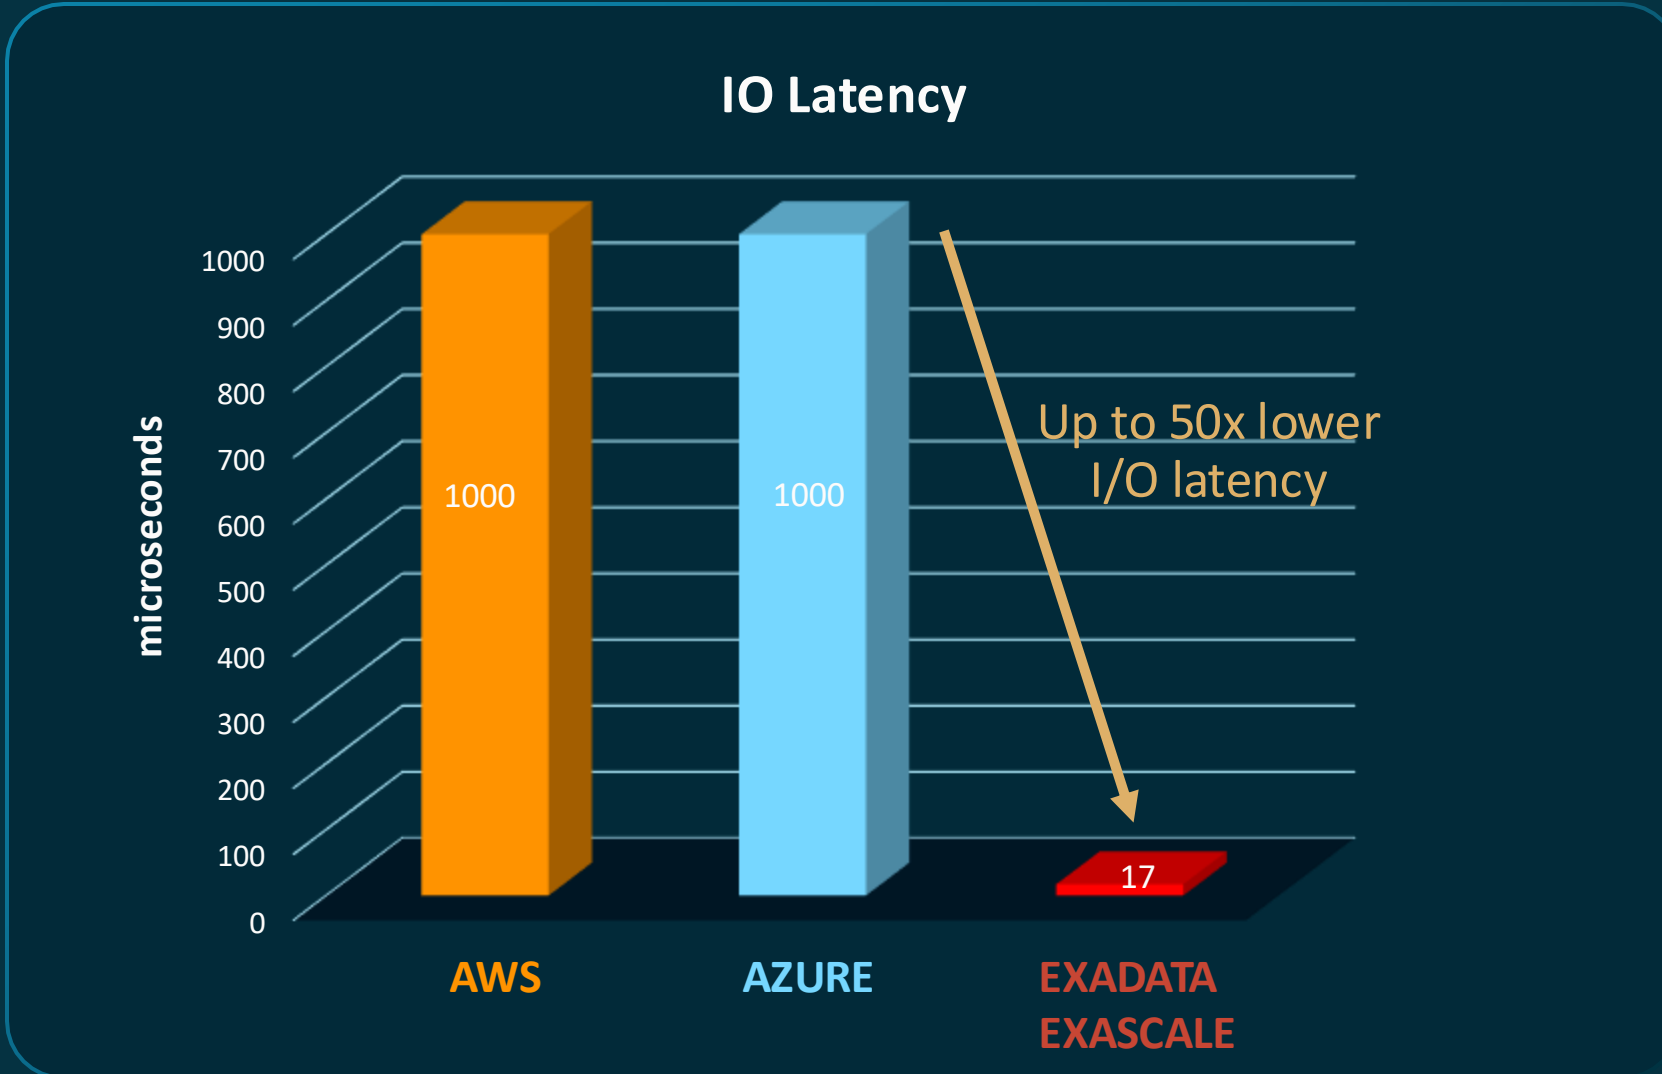 IO Latency
microseconds
1000
900
800
700
600
500
400
300
200
100
0
1000
1000
17
Up to 50x lower
I/O latency
AWS
AZURE
EXADATA
EXASCALE